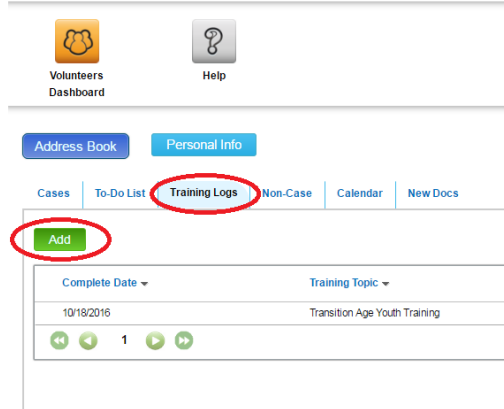 Volunteers
Dashboard
Help
Address Book
Personal Info
Cases
To-Do List
Training Logs
Non-Case
Calendar
New Docs
Add
Complete Date
Training Topic
10/18/2016
Transition Age Youth Training
1